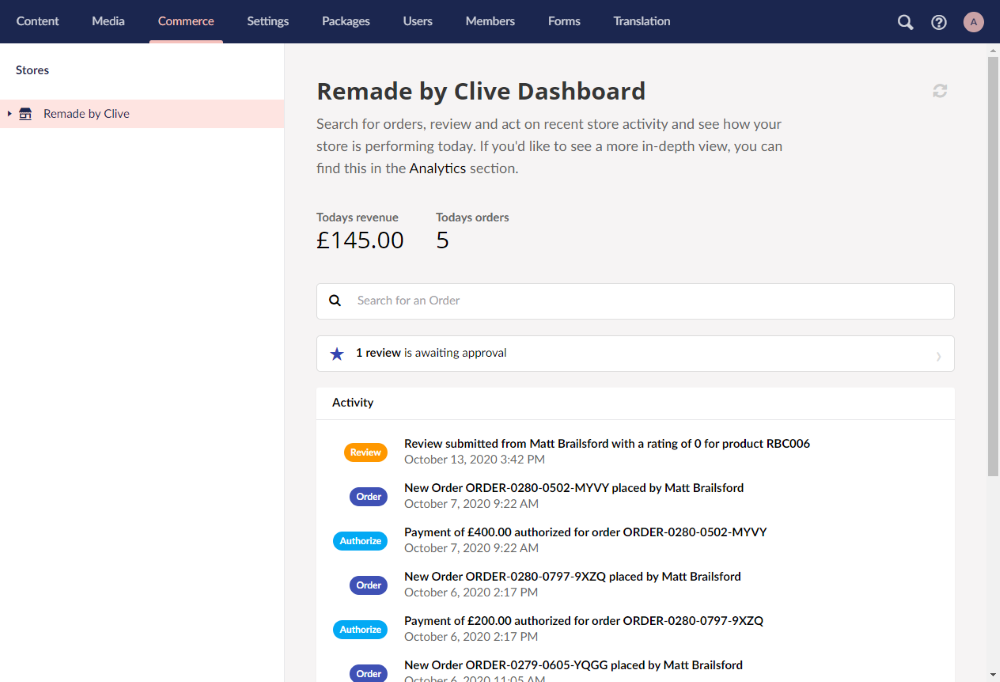 Content Media Commerce Settings Packages Users Members Forms Translation A
Stores
Remade by Clive
Remade by Clive Dashboard
Search for orders, review and act on recent store activity and see how your
store is performing today. If you'd like to see a more in-depth view, you can
find this in the Analytics section.
Todays revenue Todays orders
£145.00 5
Search for an Order
1 review is awaiting approval
Activity
Review Review submitted from Matt Brailsford with a rating of 0 for product RBC006
October 13, 2020 3:42 PM
Order New Order ORDER-0280-0502-MYVY placed by Matt Brailsford
October 7, 2020 9:22 AM
Authorize Payment of £400.00 authorized for order ORDER-0280-0502-MYVY
October 7, 2020 9:22 AM
Order New Order ORDER-0280-0797-9XZQ placed by Matt Brailsford
October 6, 2020 2:17 PM
Authorize Payment of £200.00 authorized for order ORDER-0280-0797-9XZQ
October 6, 2020 2:17 PM
Order New Order ORDER-0279-0605-YQGG placed by Matt Brailsford
October 6, 2020 11:05 AM